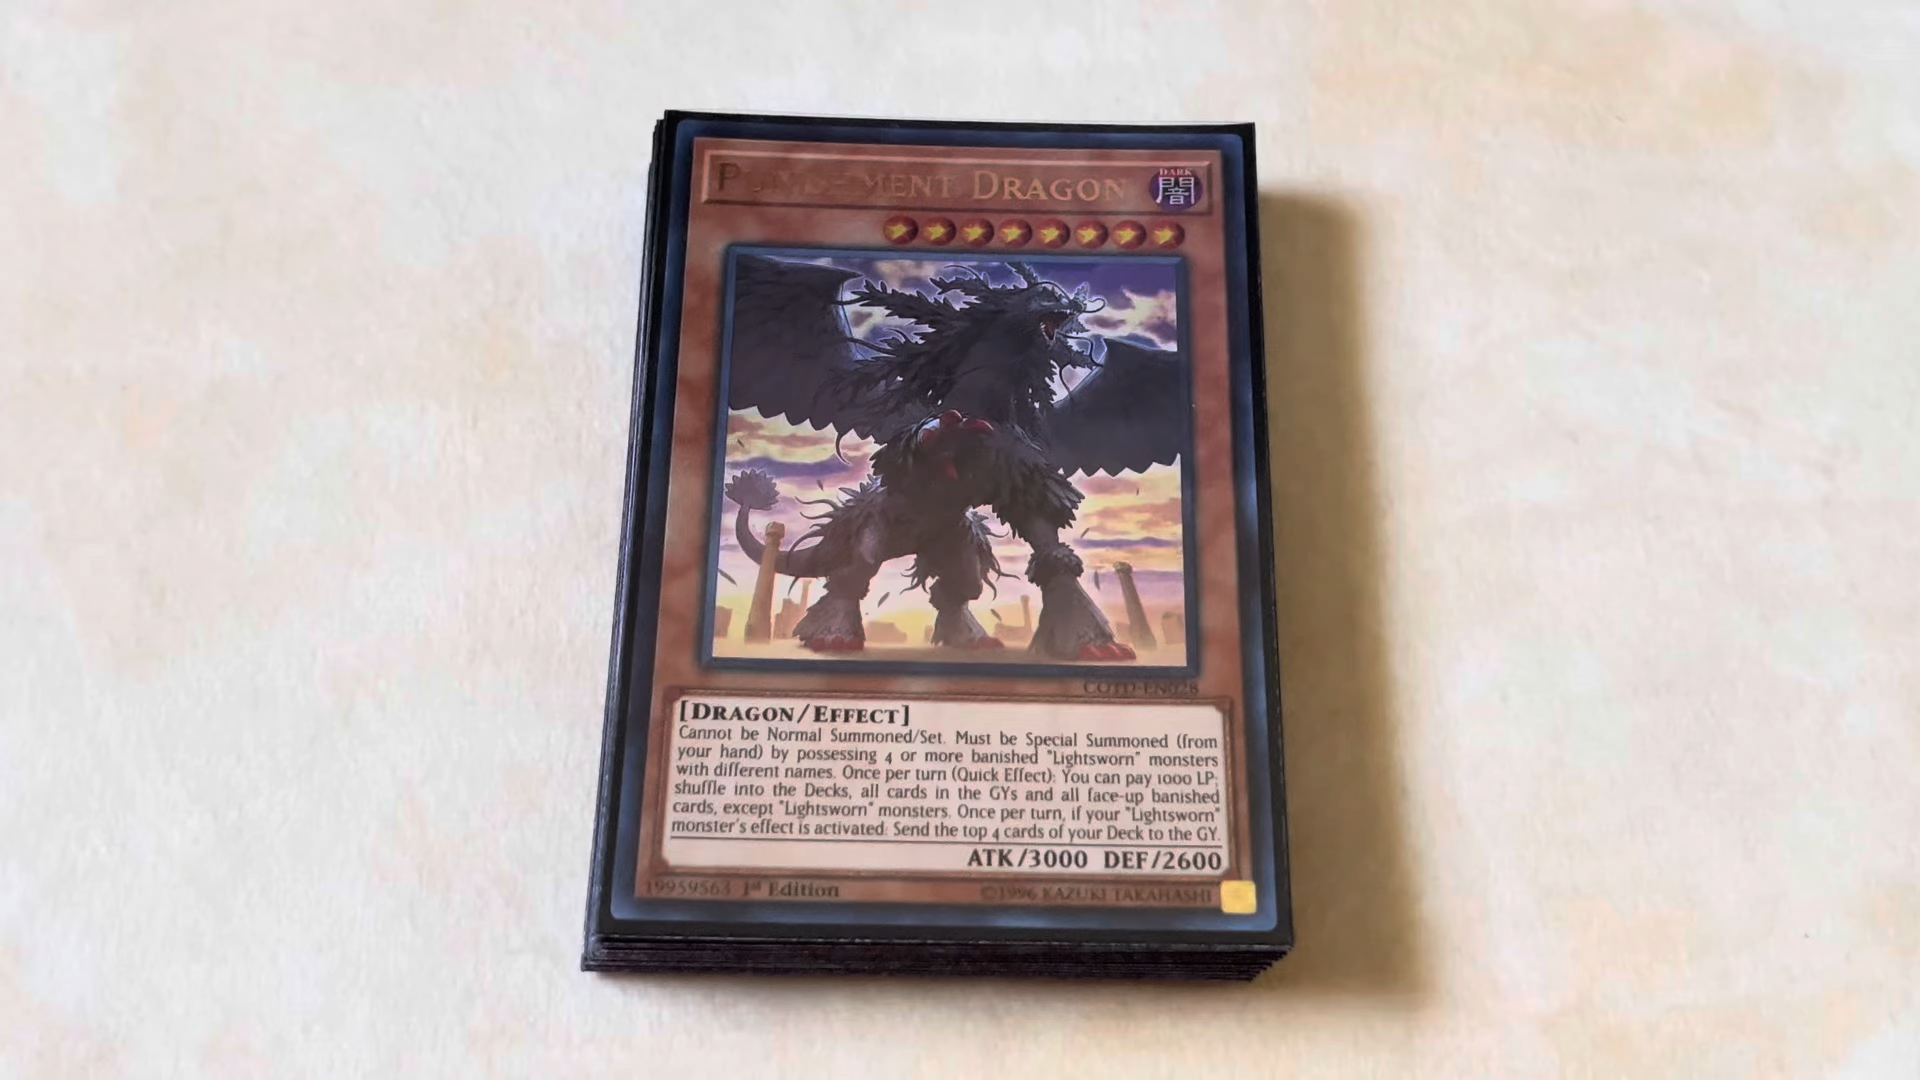 PUNISHMENT DRAGON
DARK
闇
COTD-EN028
[DRAGON/EFFECT]
Cannot be Normal Summoned/Set. Must be Special Summoned (from
your hand) by possessing 4 or more banished "Lightsworn" monsters
with different names. Once per turn (Quick Effect): You can pay 1000 LP;
shuffle into the Decks, all cards in the GYs and all face-up banished
cards, except "Lightsworn" monsters. Once per turn, if your "Lightsworn"
monster's effect is activated: Send the top 4 cards of your Deck to the GY.
ATK/3000 DEF/2600
19959563 1st Edition
©1996 KAZUKI TAKAHASHI